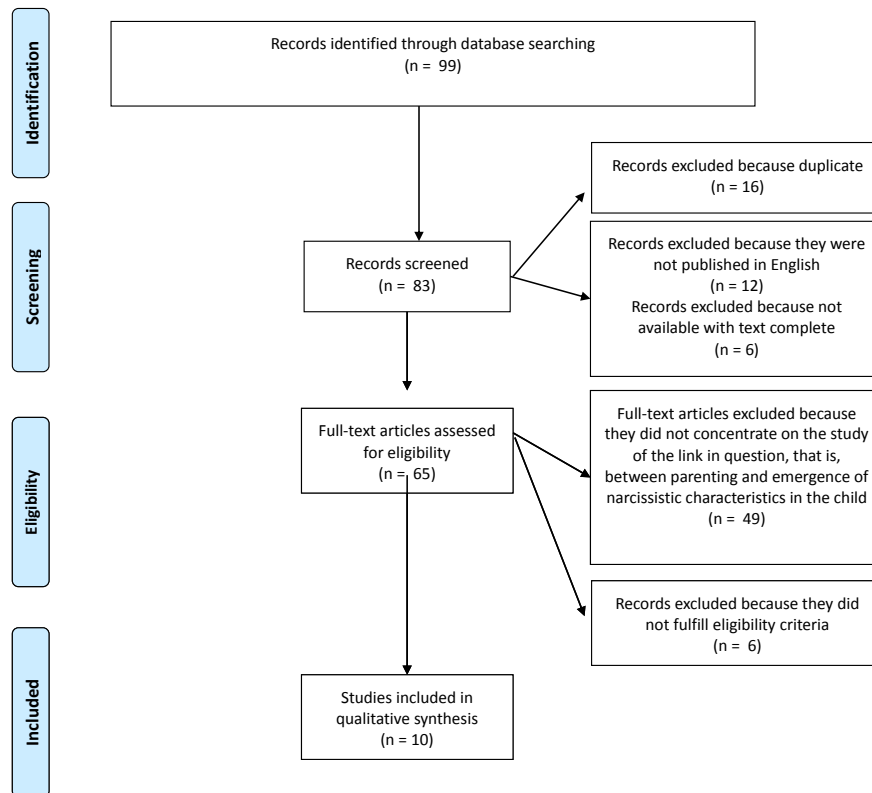 Identification
Records identified through database searching
(n = 99)
Records excluded because duplicate
(n = 16)
Screening
Records screened
(n = 83)
Records excluded because they were
not published in English
(n = 12)
Records excluded because not
available with text complete
(n = 6)
Eligibility
Full-text articles assessed
for eligibility
(n = 65)
Full-text articles excluded because
they did not concentrate on the study
of the link in question, that is,
between parenting and emergence of
narcissistic characteristics in the child
(n = 49)
Records excluded because they did
not fulfill eligibility criteria
(n = 6)
Included
Studies included in
qualitative synthesis
(n = 10)